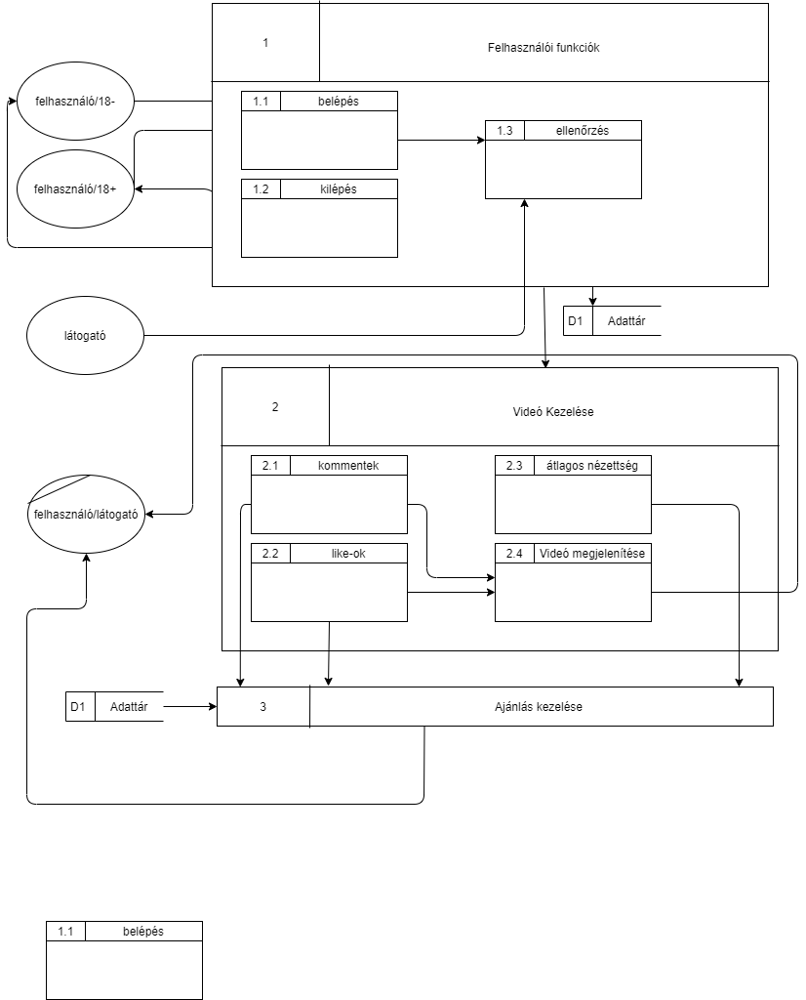 1
Felhasználói funkciók
felhasználó/18-
1.1 belépés
1.3 ellenőrzés
felhasználó/18+
1.2 kilépés
látogató
D1 Adattár
2
Videó Kezelése
2.1 kommentek
2.3 átlagos nézettség
felhasználó/látogató
2.2 like-ok
2.4 Videó megjelenítése
D1 Adattár
3 Ajánlás kezelése
1.1 belépés